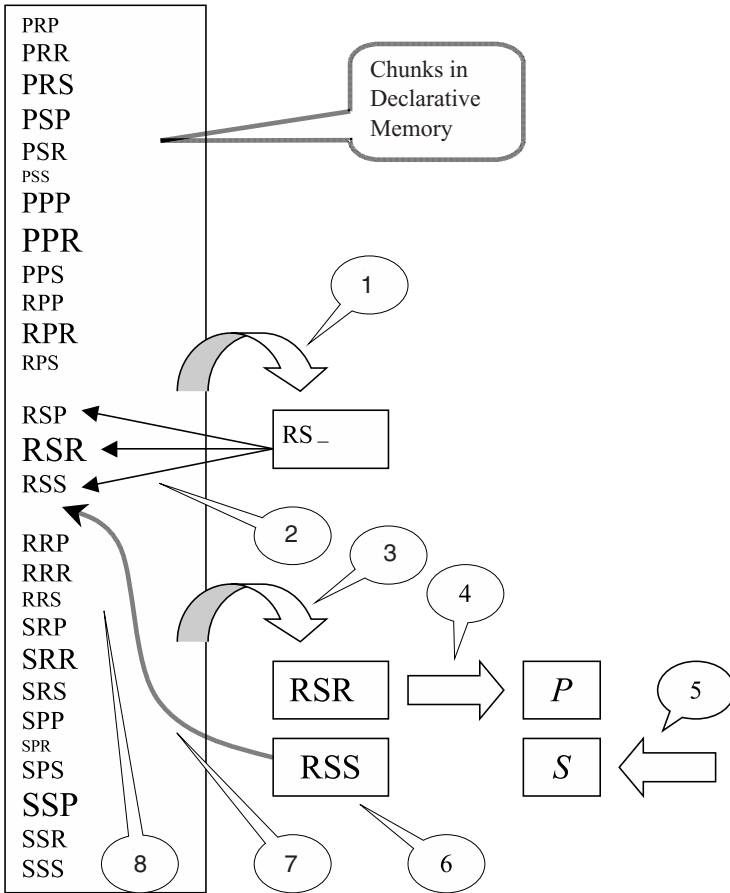 PRP
PRR
PRS
PSP
PSR
PSS
PPP
PPR
PPS
RPP
RPR
RPS
RSP
RSR
RSS
RRP
RRR
RRS
SRP
SRR
SRS
SPP
SPR
SPS
SSP
SSR
SSS
Chunks in
Declarative
Memory
1
RS _
2
3
4
RSR
P
5
RSS
S
8
7
6